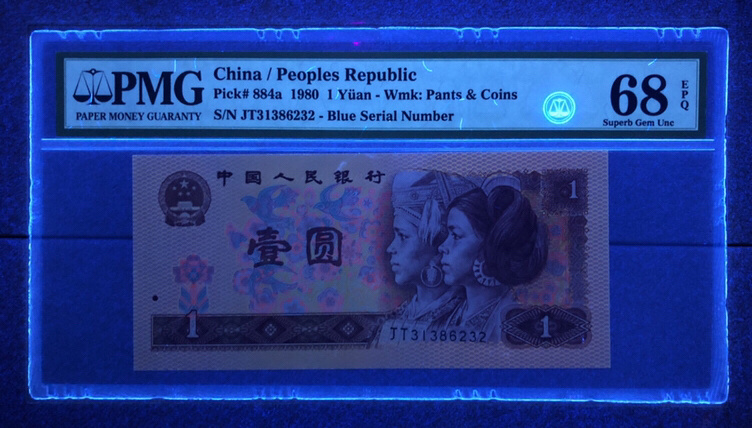 PMG
PAPER MONEY GUARANTY
China / Peoples Republic
Pick# 884a 1980 1 Yüan - Wmk: Pants & Coins
S/N JT31386232 - Blue Serial Number
68
EPQ
Superb Gem Unc
中国人民银行
1
壹圆
1
JT31386232
1